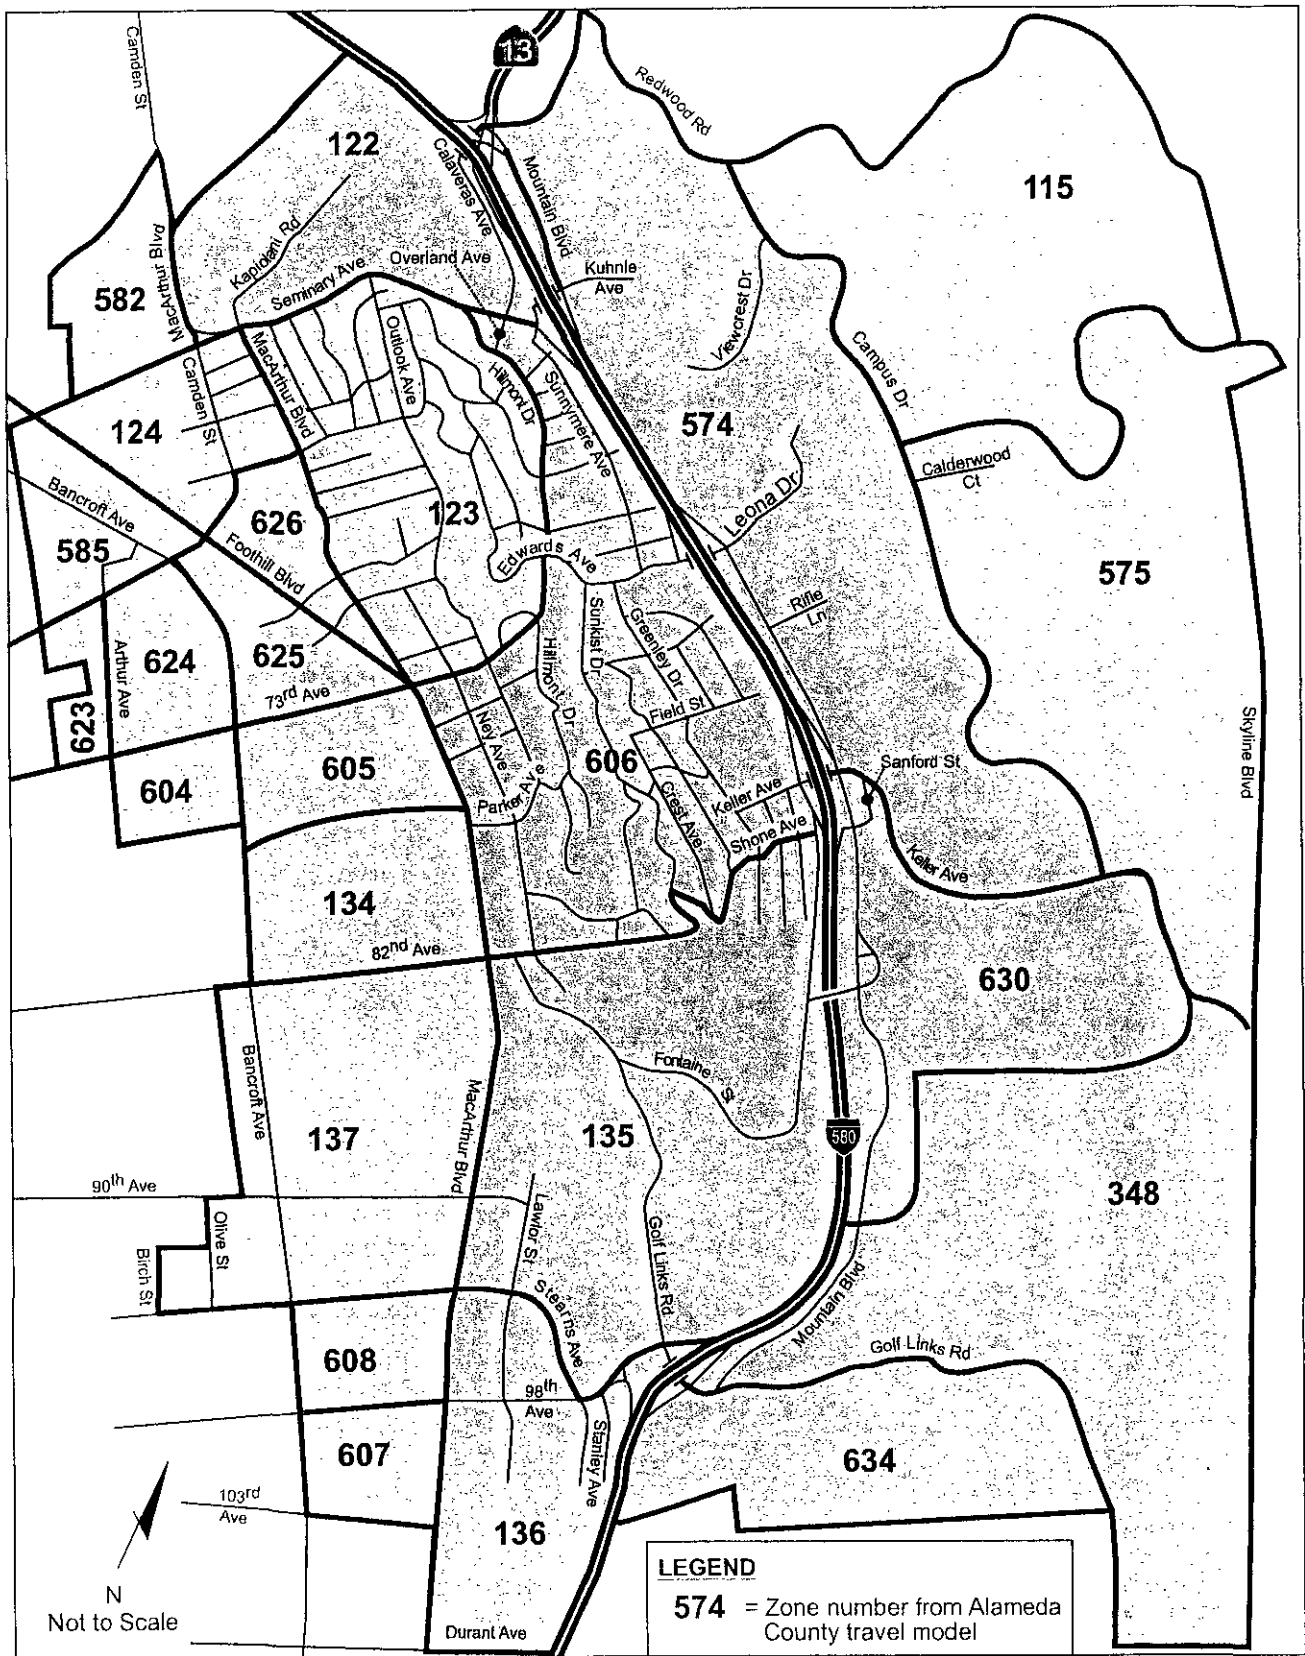 Camden St
13
Redwood Rd
122
Calaveras Ave
Mountain Blvd
115
MacArthur Blvd
Kapiolani Rd
Overland Ave
Kuhnle
Ave
Seminary Ave
582
Viewcrest Dr
MacArthur Blvd
Outlook Ave
Hillmont Dr
Sunnymere Ave
Campus Dr
Camden St
124
574
Calderwood
Ct
Bancroft Ave
626
123
Leona Dr
585
Foothill Blvd
Edwards Ave
575
Rifle
Ln
Sunkist Dr
Greenley Dr
Arthur Ave
624
625
Hillmont Dr
73rd Ave
Ney Ave
Field St
623
Skyline Blvd
605
606
Sanford St
604
Parker Ave
Keller Ave
Crest Ave
Shone Ave
Keller Ave
134
82nd Ave
630
Bancroft Ave
Fontaine St
MacArthur Blvd
137
135
580
90th Ave
348
Olive St
Lawlor St
Golf Links Rd
Birch St
Stearns Ave
Mountain Blvd
Golf Links Rd
608
98th
Ave
Stanley Ave
607
634
103rd
Ave
136
N
Not to Scale
Durant Ave
LEGEND
574 = Zone number from Alameda
County travel model